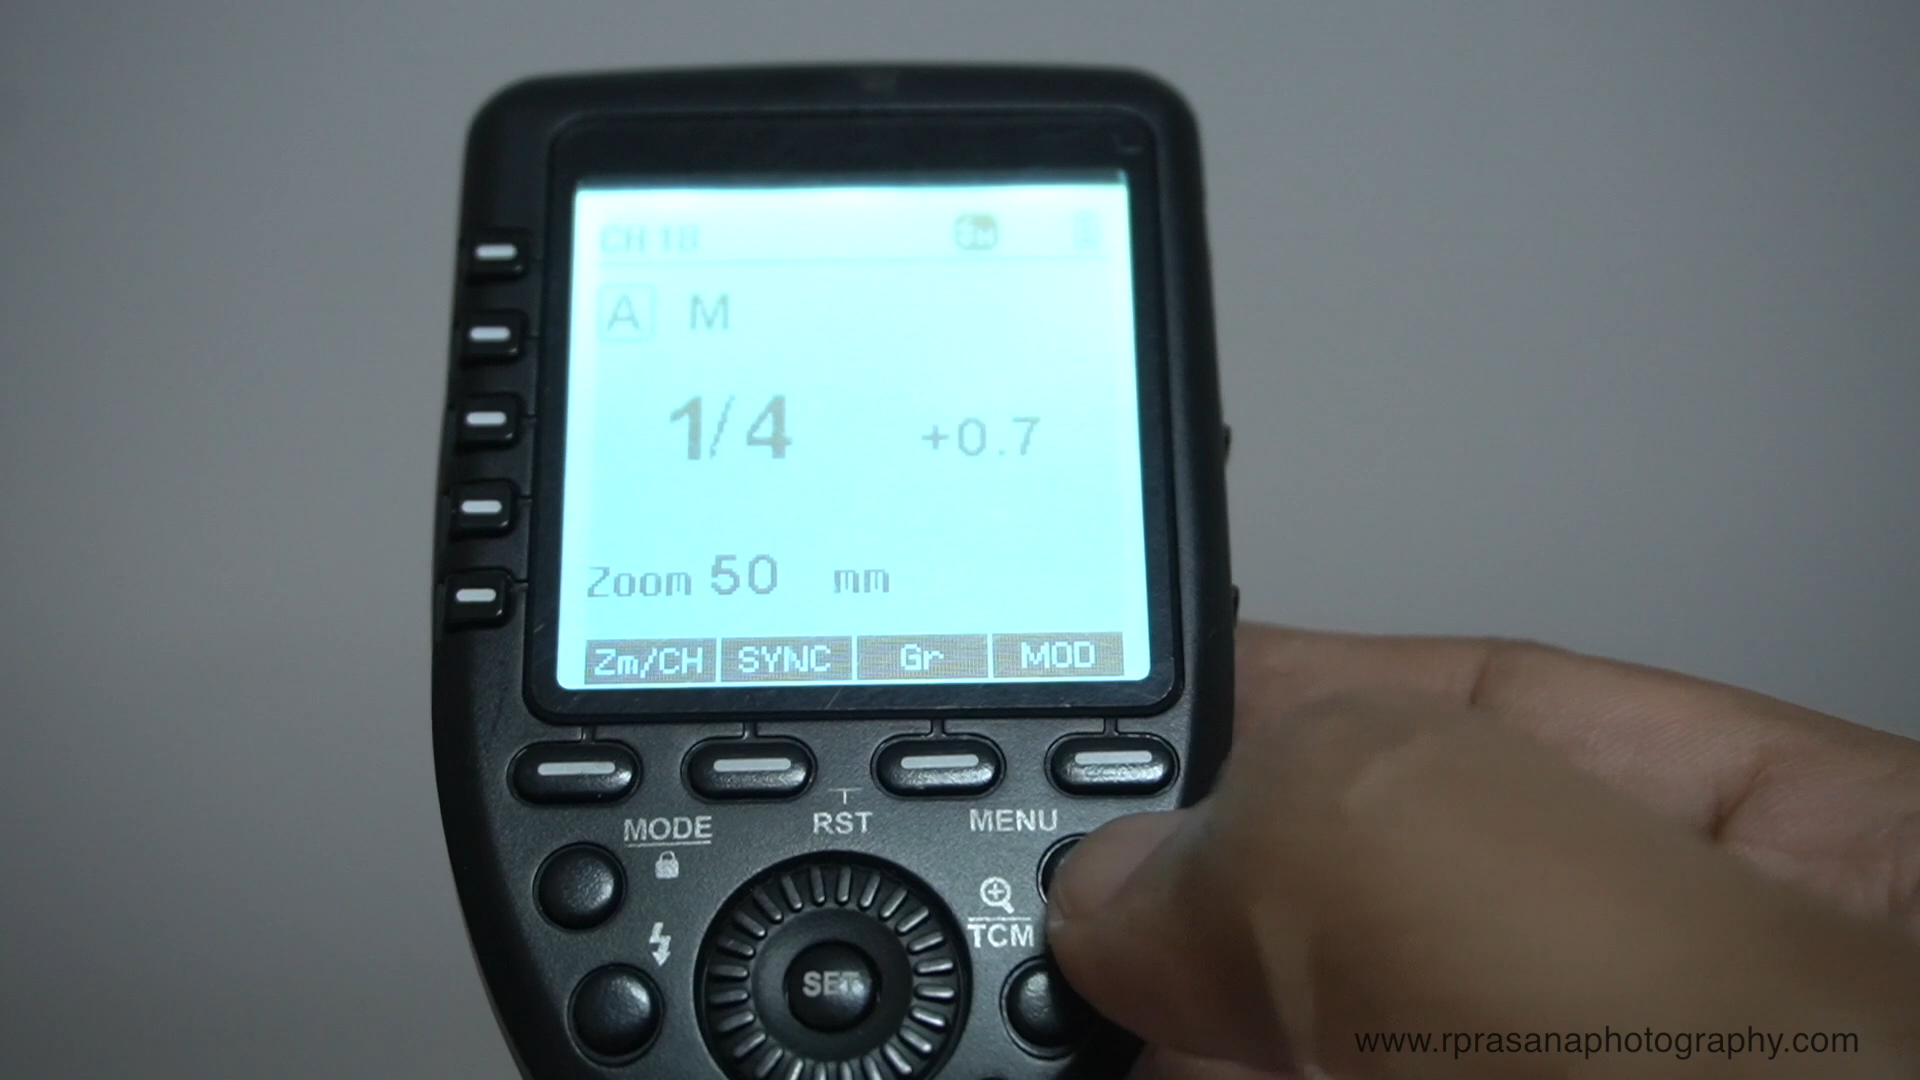 CH 18
A M
1/4 +0.7
Zoom 50 mm
Zm/CH SYNC Gr MOD
MODE RST MENU
TCM
SET
www.rprasanaphotography.com